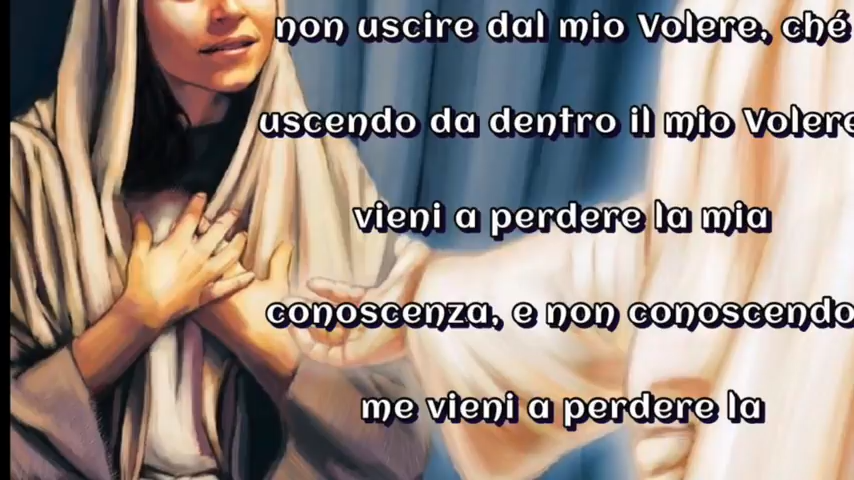 non uscire dal mio Volere, ché
uscendo da dentro il mio Volere
vieni a perdere la mia
conoscenza, e non conoscendo
me vieni a perdere la